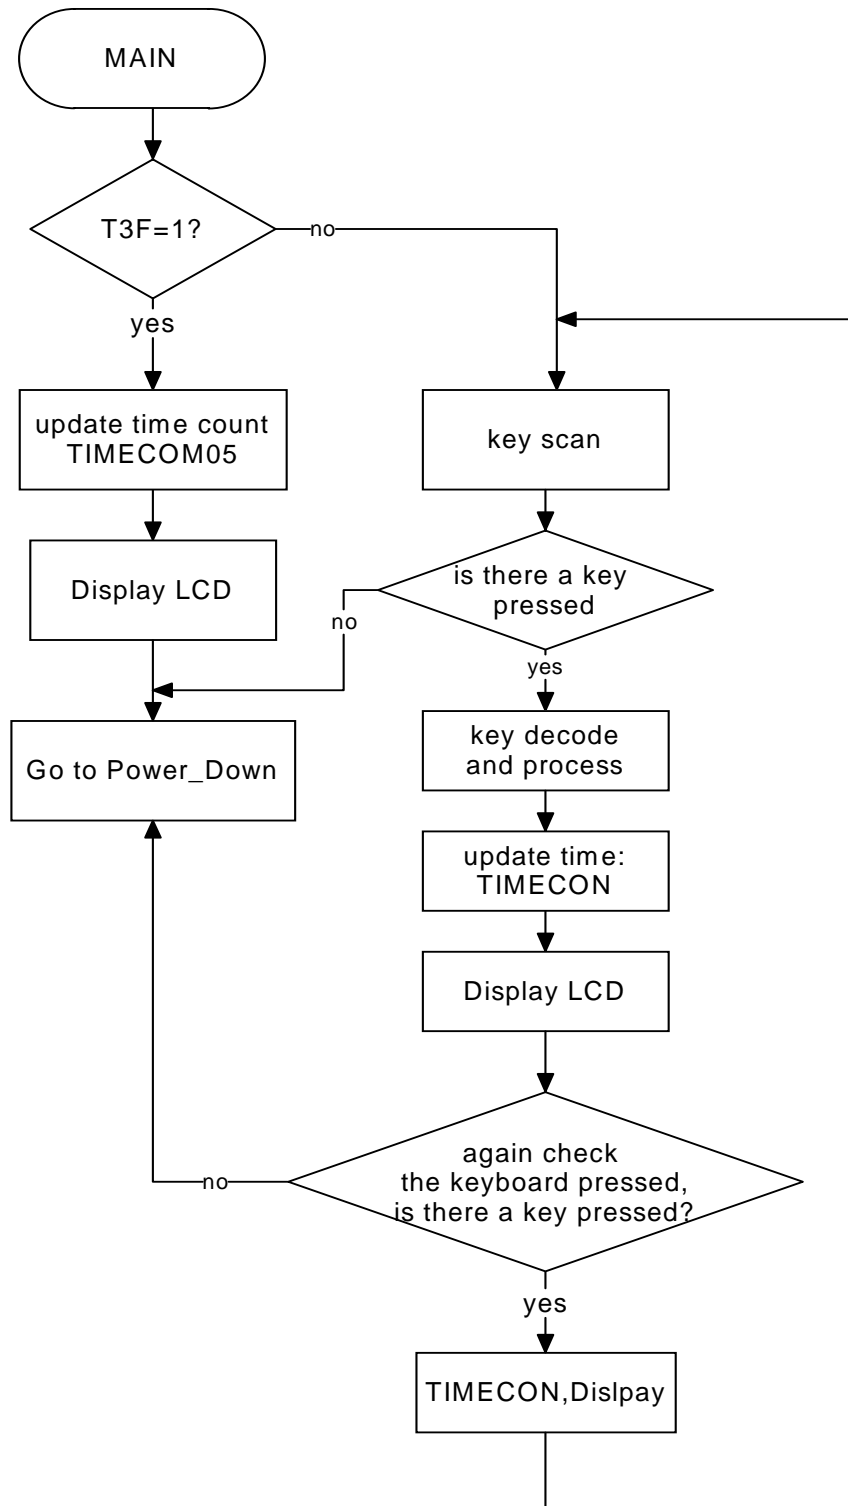 MAIN
T3F=1?
no
yes
update time count
TIMECOM05
key scan
Display LCD
is there a key
pressed
no
yes
Go to Power_Down
key decode
and process
update time:
TIMECON
Display LCD
again check
the keyboard pressed,
is there a key pressed?
no
yes
TIMECON,Dislpay